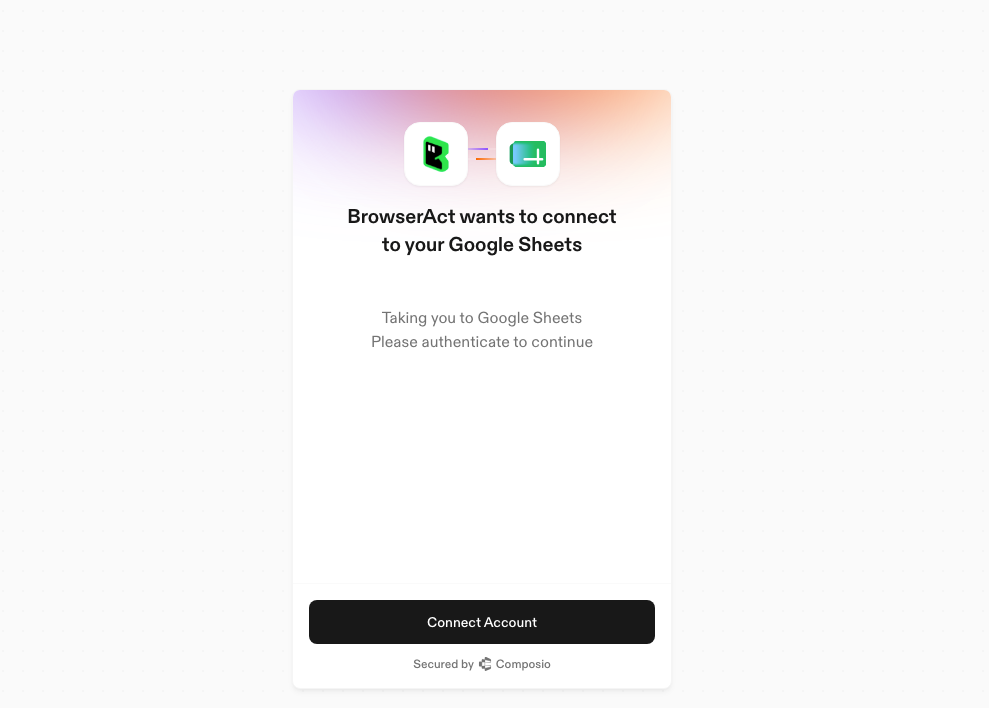 BrowserAct wants to connect
to your Google Sheets
Taking you to Google Sheets
Please authenticate to continue
Connect Account
Secured by Composio